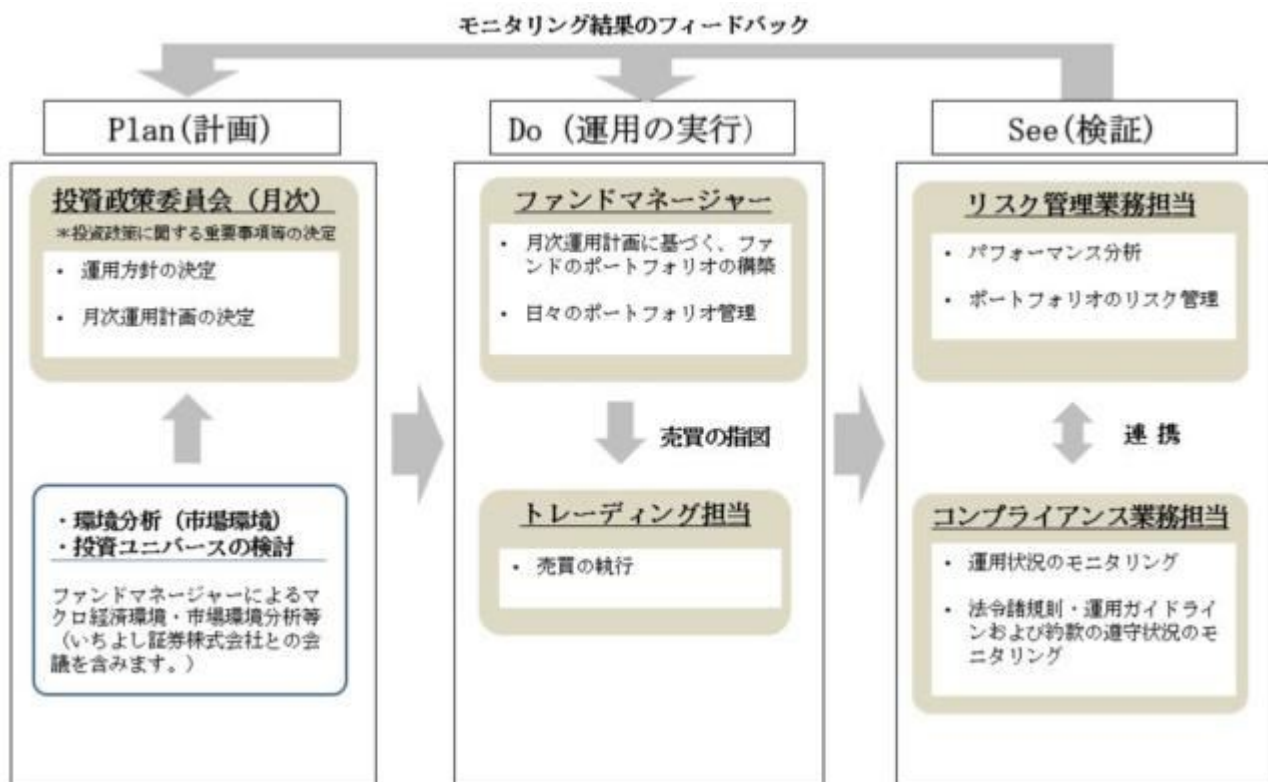 モニタリング結果のフィードバック
Plan(計画)
投資政策委員会（月次）
＊投資政策に関する重要事項等の決定
・ 運用方針の決定
・ 月次運用計画の決定
・環境分析（市場環境）
・投資ユニバースの検討
ファンドマネージャーによるマ
クロ経済環境・市場環境分析等
（いちよし証券株式会社との会
議を含みます。）
Do (運用の実行)
ファンドマネージャー
・ 月次運用計画に基づく、ファ
ンドのポートフォリオの構築
・ 日々のポートフォリオ管理
売買の指図
トレーディング担当
・ 売買の執行
See(検証)
リスク管理業務担当
・ パフォーマンス分析
・ ポートフォリオのリスク管理
連 携
コンプライアンス業務担当
・ 運用状況のモニタリング
・ 法令諸規則・運用ガイドライ
ンおよび約款の遵守状況のモ
ニタリング